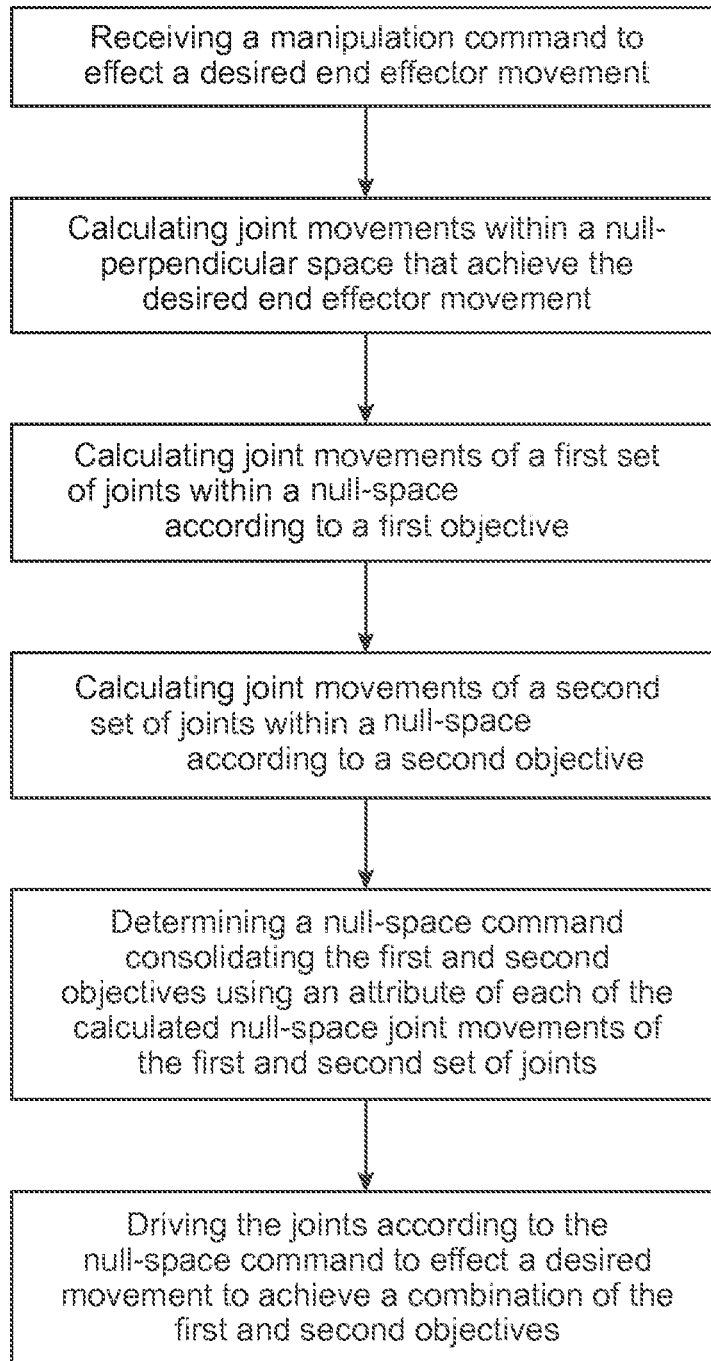 Receiving a manipulation command to
effect a desired end effector movement
Calculating joint movements within a null-
perpendicular space that achieve the
desired end effector movement
Calculating joint movements of a first set
of joints within a null-space
according to a first objective
Calculating joint movements of a second
set of joints within a null-space
according to a second objective
Determining a null-space command
consolidating the first and second
objectives using an attribute of each of the
calculated null-space joint movements of
the first and second set of joints
Driving the joints according to the
null-space command to effect a desired
movement to achieve a combination of the
first and second objectives